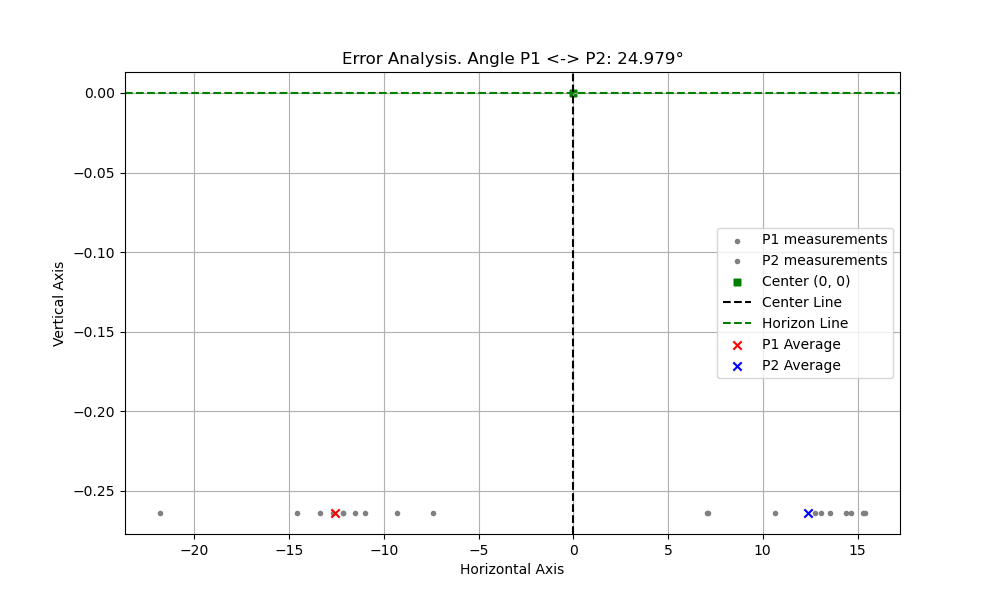 Error Analysis. Angle P1 <-> P2: 24.979°
0.00
−0.05
−0.10
−0.15
−0.20
−0.25
Vertical Axis
P1 measurements
P2 measurements
Center (0, 0)
Center Line
Horizon Line
P1 Average
P2 Average
−20 −15 −10 −5 0 5 10 15
Horizontal Axis